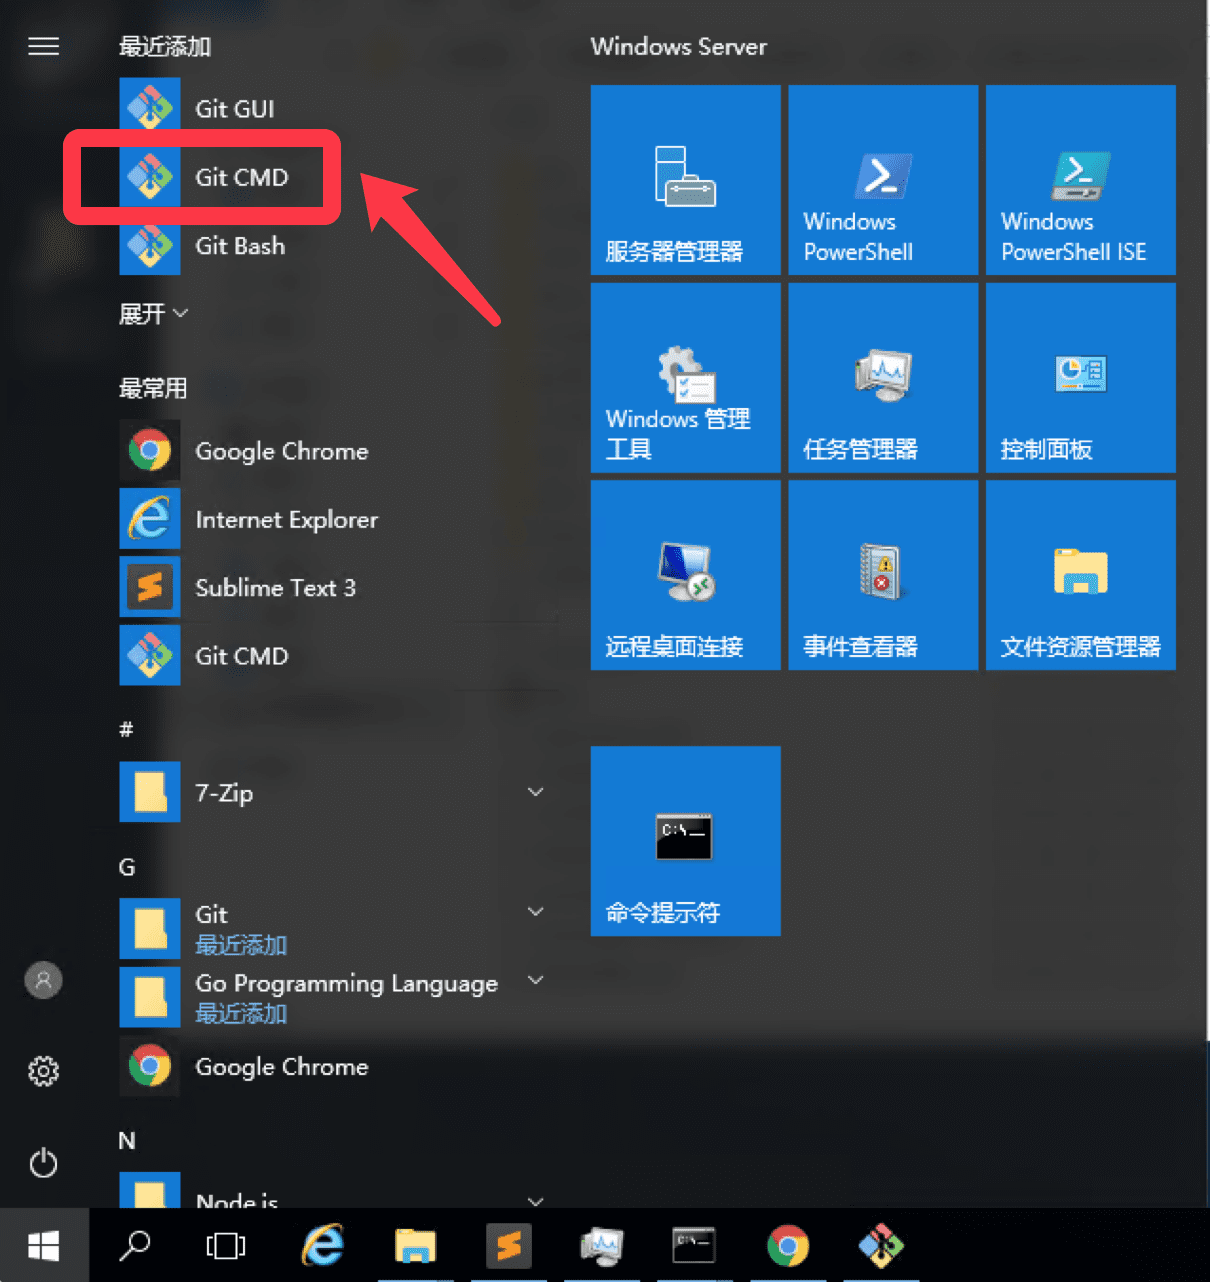 最近添加
Git GUI
Git CMD
Git Bash
展开
最常用
Google Chrome
Internet Explorer
Sublime Text 3
Git CMD
#
7-Zip
G
Git
最近添加
Go Programming Language
最近添加
Google Chrome
N
Node.js
Windows Server
服务器管理器
Windows
PowerShell
Windows
PowerShell ISE
Windows 管理
工具
任务管理器
控制面板
远程桌面连接
事件查看器
文件资源管理器
C:\_
命令提示符